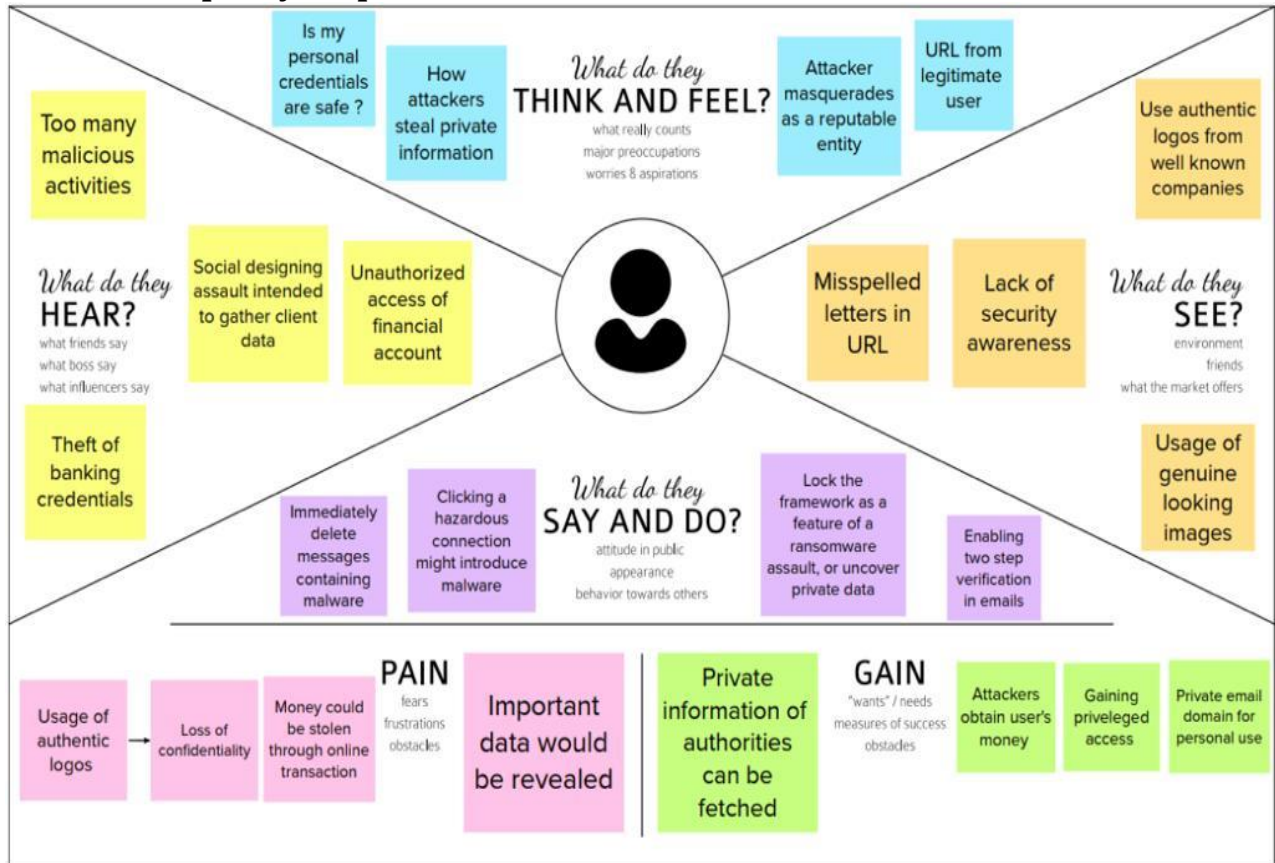 Is my
personal
credentials
are safe ?
How
attackers
steal private
information
What do they
THINK AND FEEL?
what really counts
major preoccupations
worries & aspirations
Attacker
masquerades
as a reputable
entity
URL from
legitimate
user
Too many
malicious
activities
What do they
HEAR?
what friends say
what boss say
what influencers say
Social designing
assault intended
to gather client
data
Unauthorized
access of
financial
account
Theft of
banking
credentials
Use authentic
logos from
well known
companies
Misspelled
letters in
URL
Lack of
security
awareness
What do they
SEE?
environment
friends
what the market offers
Usage of
genuine
looking
images
Immediately
delete
messages
containing
malware
Clicking a
hazardous
connection
might introduce
malware
What do they
SAY AND DO?
attitude in public
appearance
behavior towards others
Lock the
framework as a
feature of a
ransomware
assault, or uncover
private data
Enabling
two step
verification
in emails
Usage of
authentic
logos
Loss of
confidentiality
Money could
be stolen
through online
transaction
PAIN
fears
frustrations
obstacles
Important
data would
be revealed
Private
information of
authorities
can be
fetched
GAIN
"wants" / needs
measures of success
obstacles
Attackers
obtain user's
money
Gaining
priveleged
access
Private email
domain for
personal use